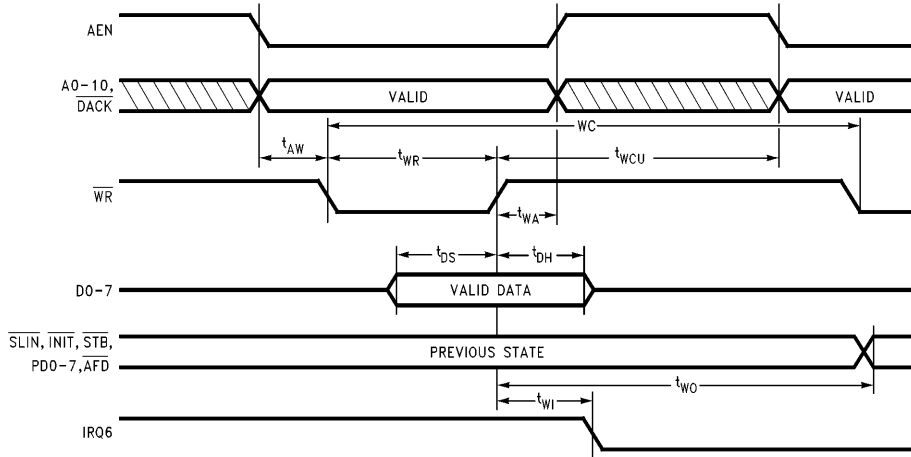 AEN
A0-10,
DACK
VALID
VALID
WC
tAW
tWR
tWCU
WR
tWA
tDS
tDH
D0-7
VALID DATA
SLIN, INIT, STB,
PD0-7, AFD
PREVIOUS STATE
tWO
tWI
IRQ6